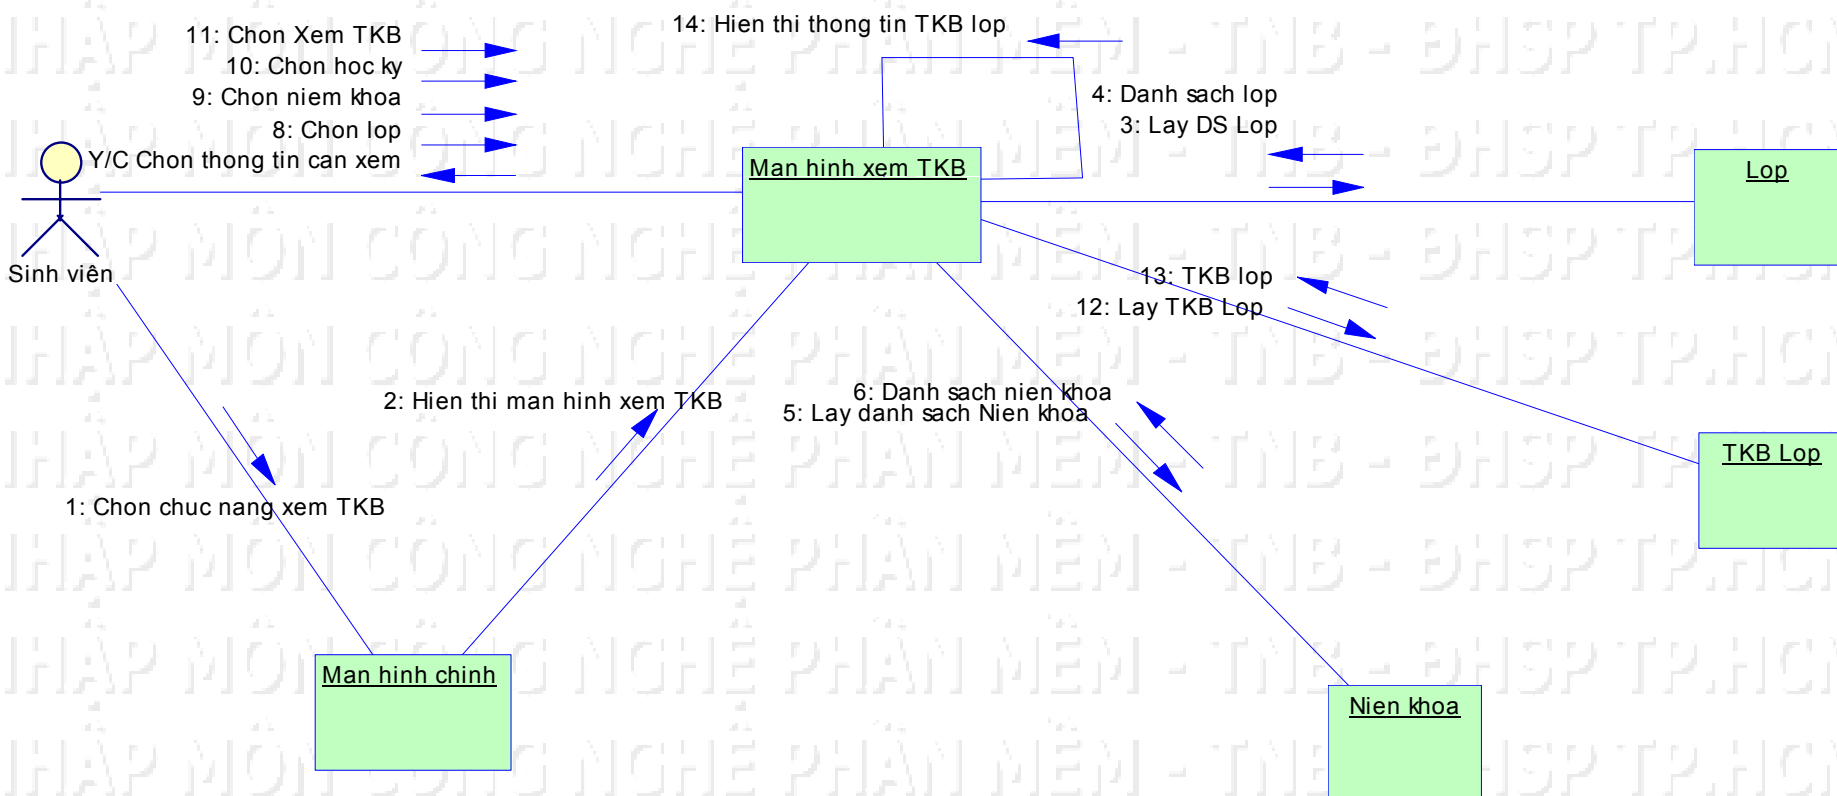 11: Chon Xem TKB
10: Chon hoc ky
9: Chon niem khoa
8: Chon lop
Y/C Chon thong tin can xem
Sinh viên
14: Hien thi thong tin TKB lop
Man hinh xem TKB
4: Danh sach lop
3: Lay DS Lop
Lop
13: TKB lop
12: Lay TKB Lop
2: Hien thi man hinh xem TKB
6: Danh sach nien khoa
5: Lay danh sach Nien khoa
TKB Lop
1: Chon chuc nang xem TKB
Man hinh chinh
Nien khoa